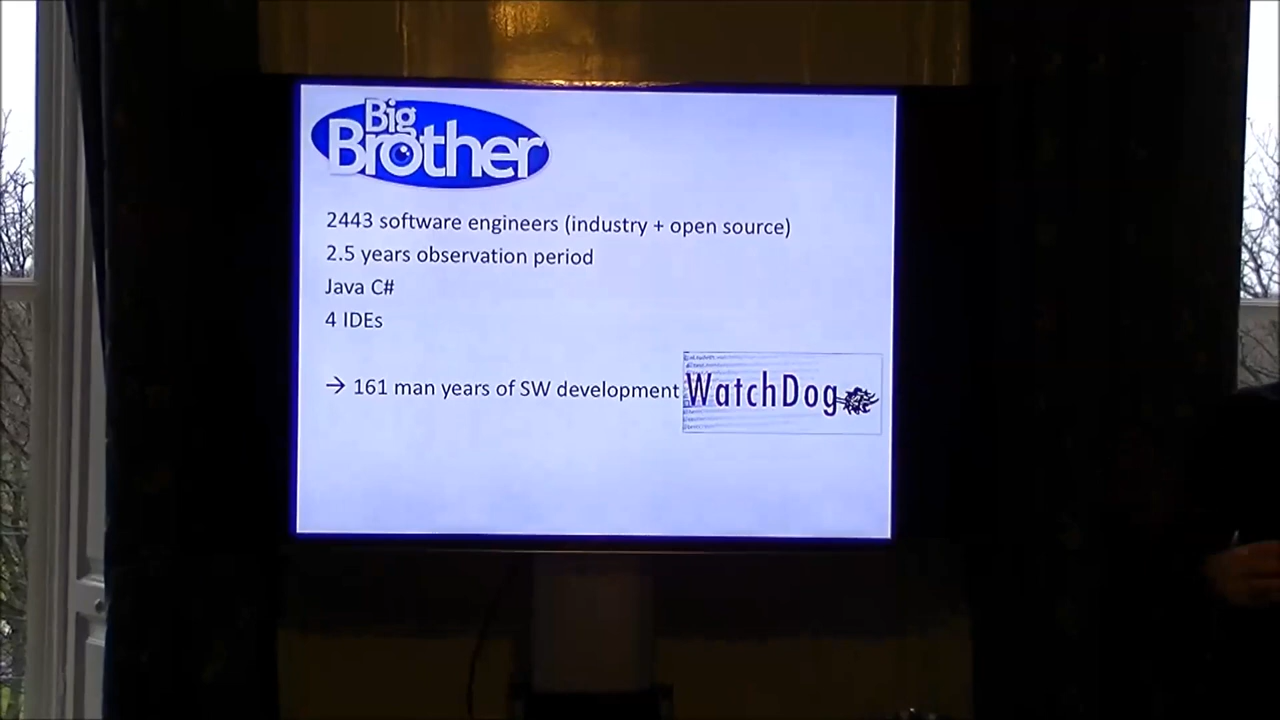 Big
Brother
2443 software engineers (industry + open source)
2.5 years observation period
Java C#
4 IDEs
→ 161 man years of SW development
WatchDog